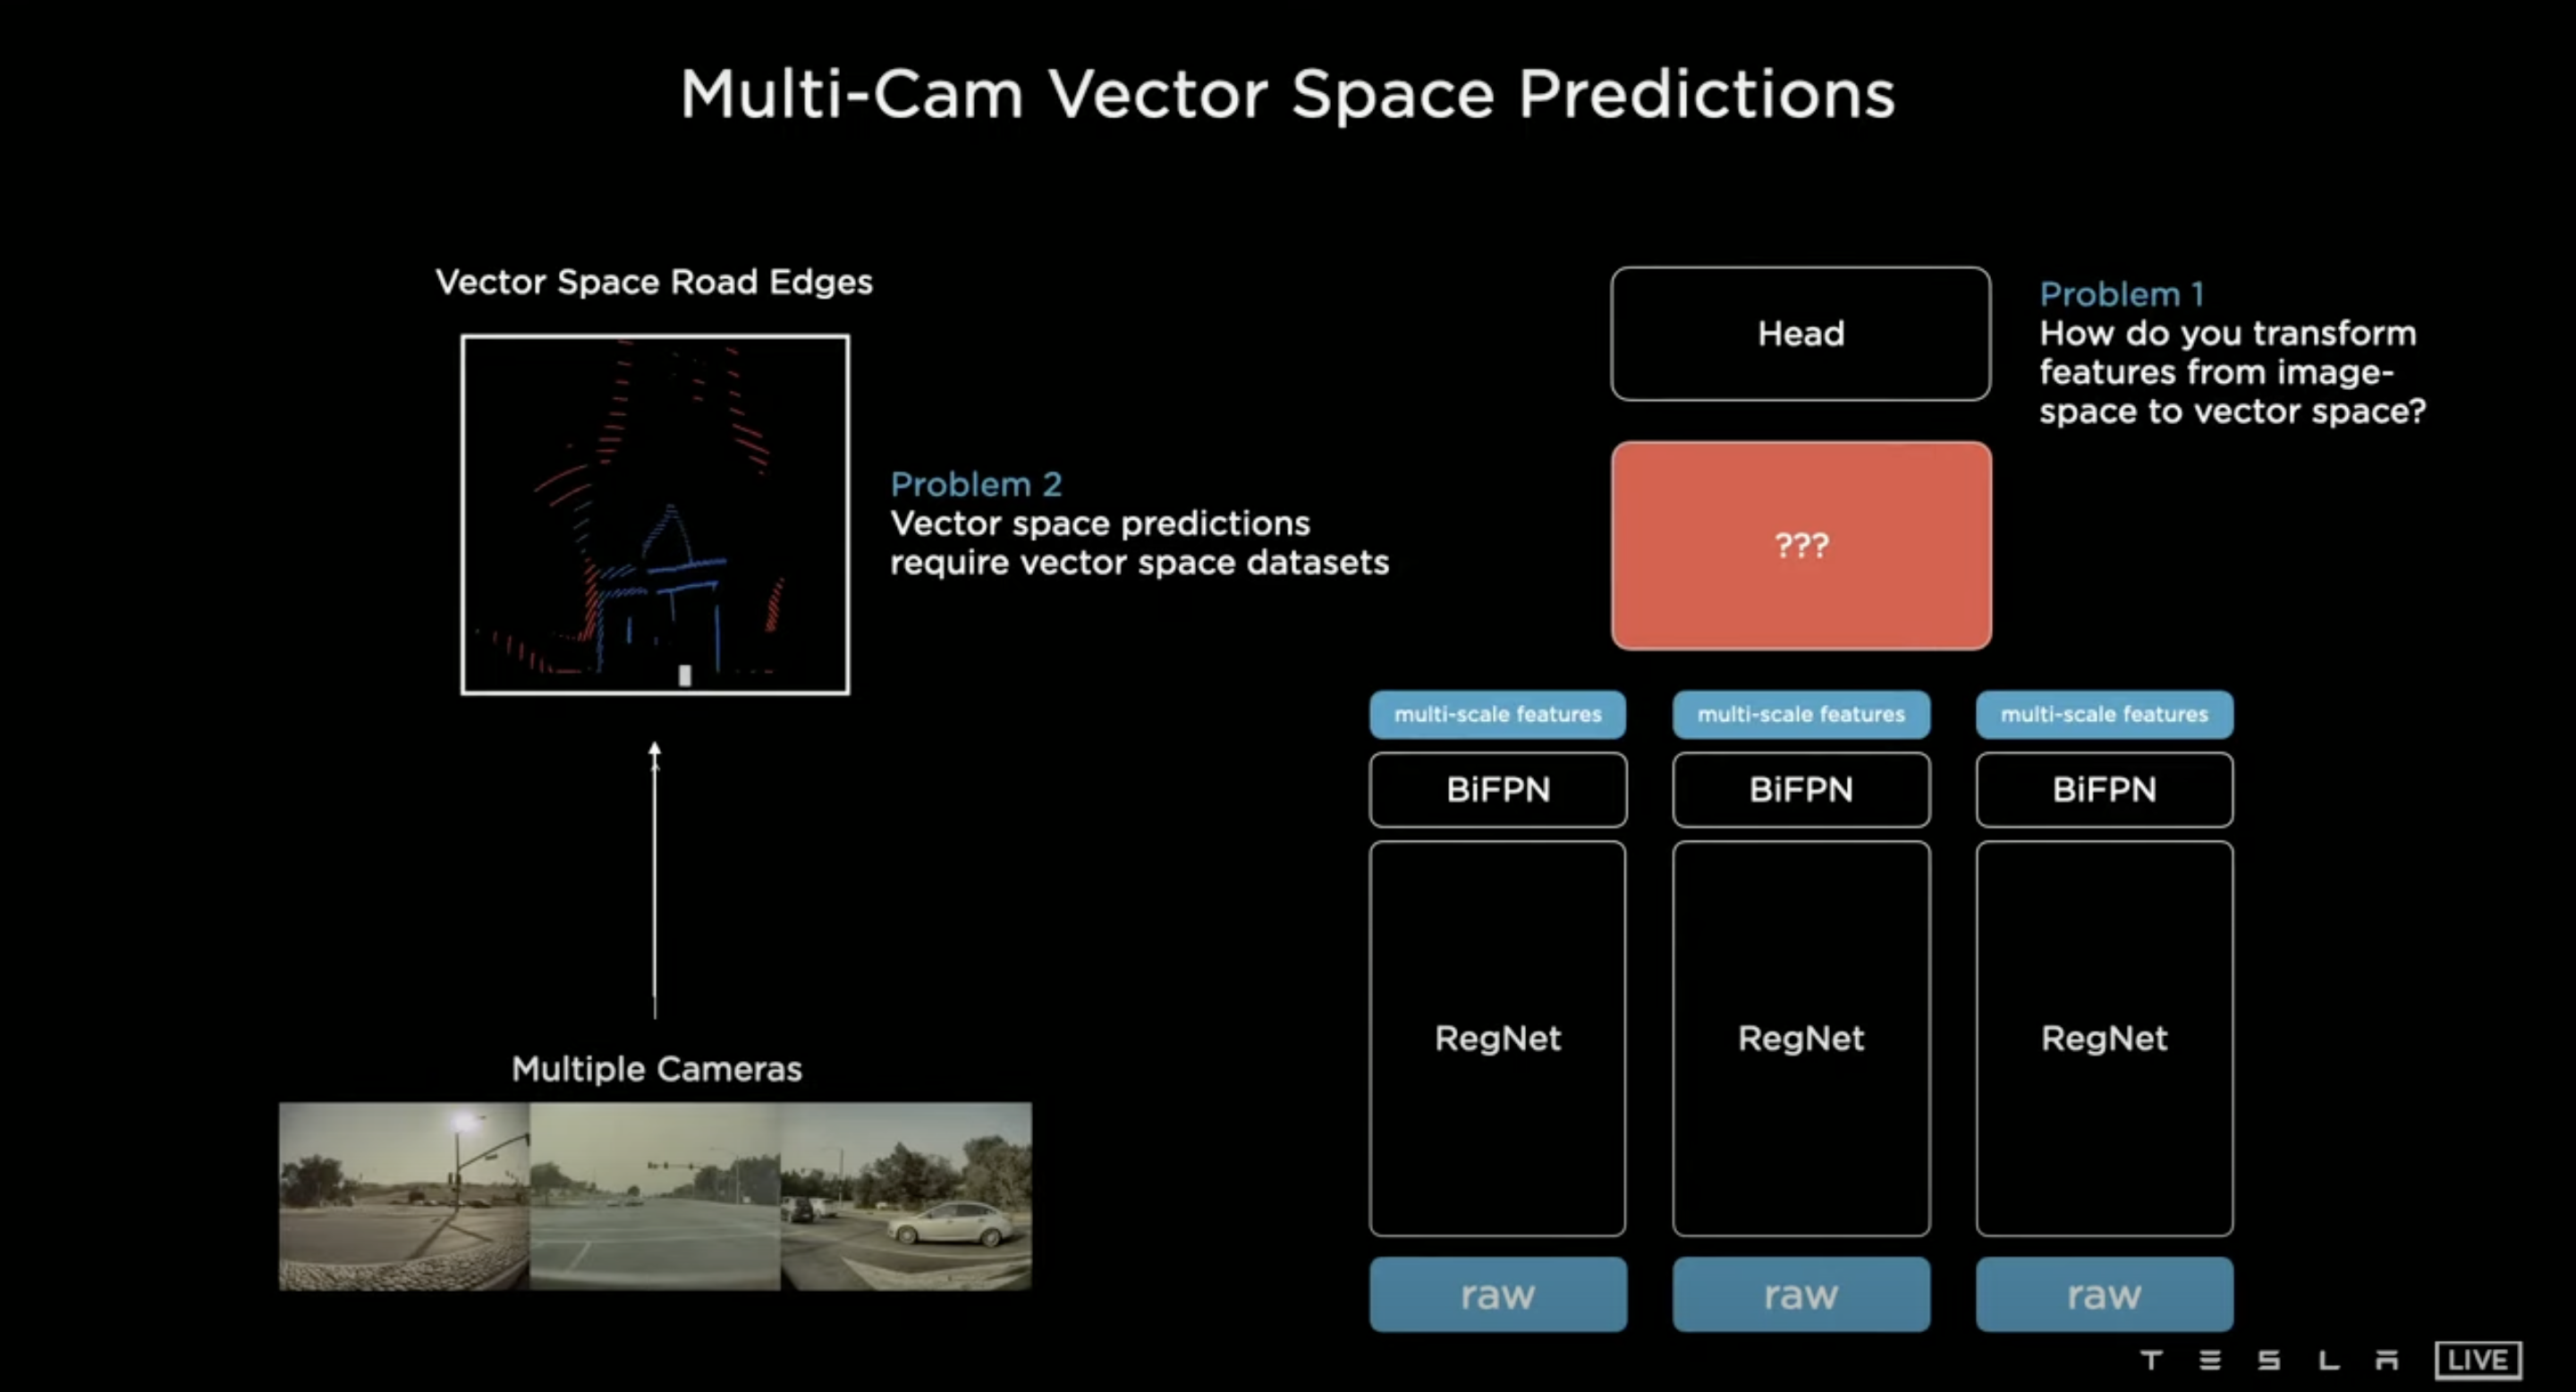 Multi-Cam Vector Space Predictions
Vector Space Road Edges
Problem 2
Vector space predictions
require vector space datasets
Multiple Cameras
Head
Problem 1
How do you transform
features from image-
space to vector space?
???
multi-scale features
multi-scale features
multi-scale features
BiFPN
BiFPN
BiFPN
RegNet
RegNet
RegNet
raw
raw
raw
TESLA LIVE